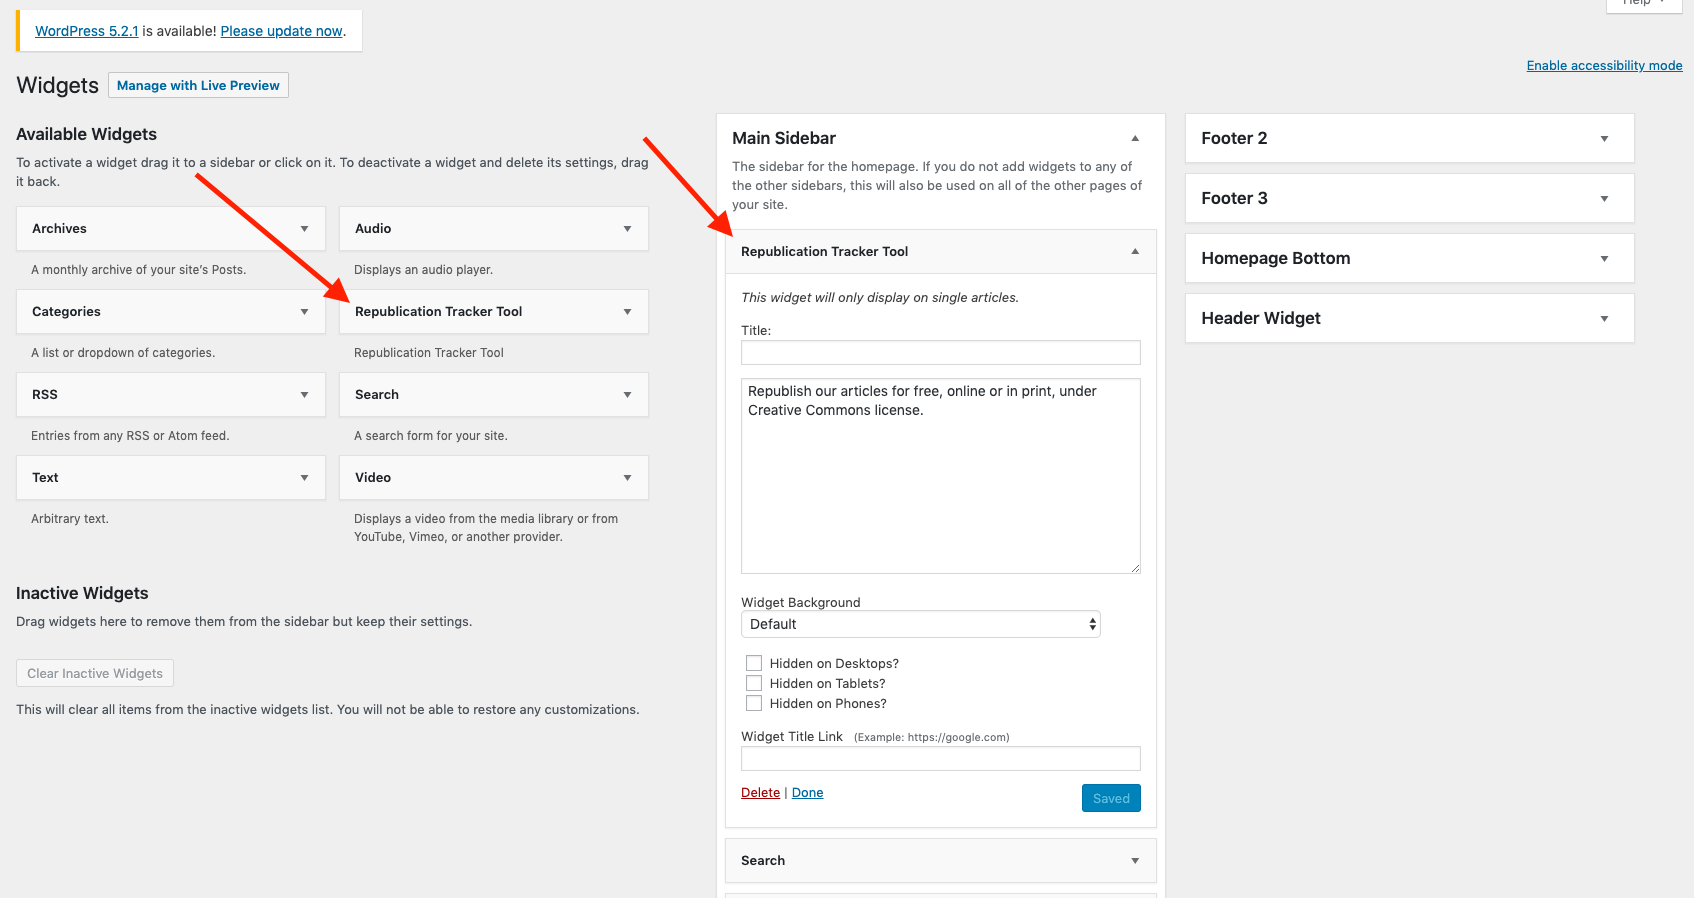 Help
WordPress 5.2.1 is available! Please update now.
Enable accessibility mode
Widgets
Manage with Live Preview
Available Widgets
To activate a widget drag it to a sidebar or click on it. To deactivate a widget and delete its settings, drag
it back.
Archives
Audio
A monthly archive of your site's Posts.
Displays an audio player.
Categories
Republication Tracker Tool
A list or dropdown of categories.
Republication Tracker Tool
RSS
Search
Entries from any RSS or Atom feed.
A search form for your site.
Text
Video
Arbitrary text.
Displays a video from the media library or from
YouTube, Vimeo, or another provider.
Inactive Widgets
Drag widgets here to remove them from the sidebar but keep their settings.
Clear Inactive Widgets
This will clear all items from the inactive widgets list. You will not be able to restore any customizations.
Main Sidebar
The sidebar for the homepage. If you do not add widgets to any of
the other sidebars, this will also be used on all of the other pages of
your site.
Republication Tracker Tool
This widget will only display on single articles.
Title:
Republish our articles for free, online or in print, under
Creative Commons license.
Widget Background
Default
Hidden on Desktops?
Hidden on Tablets?
Hidden on Phones?
Widget Title Link (Example: https://google.com)
Delete | Done
Saved
Search
Footer 2
Footer 3
Homepage Bottom
Header Widget